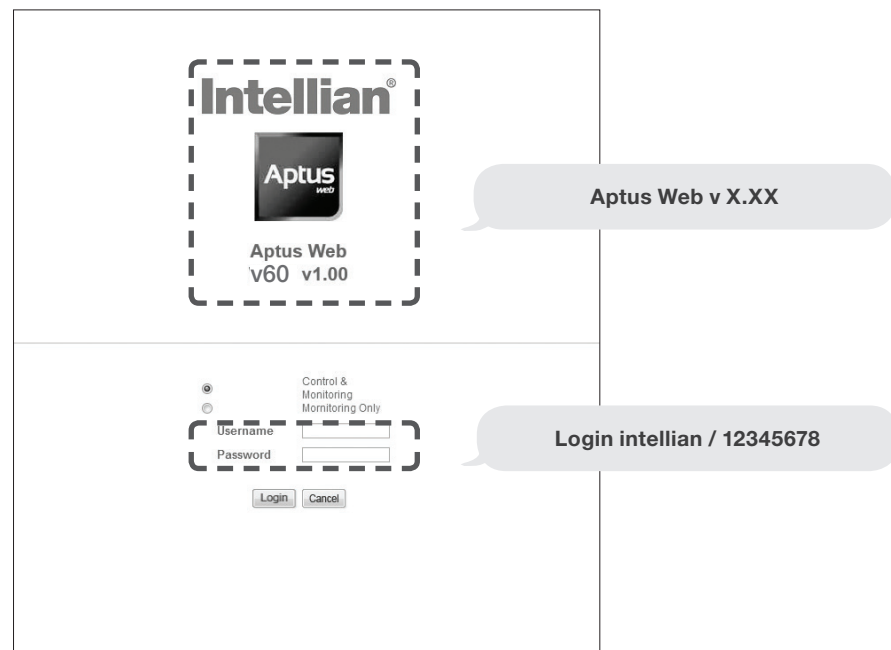 Intellian®
Aptus
web
Aptus Web
v60 v1.00
Aptus Web v X.XX
Control &
Monitoring
Mornitoring Only
Username
Password
Login intellian / 12345678
Login Cancel